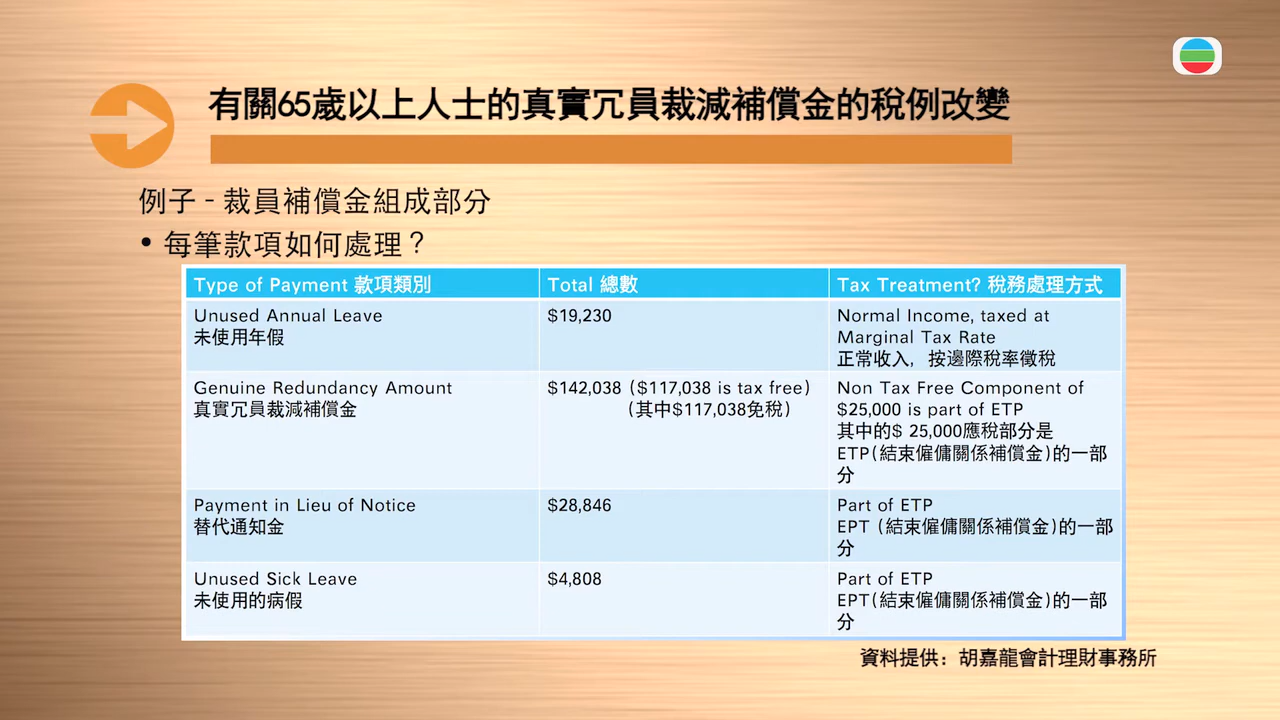 有關65歲以上人士的真實冗員裁減補償金的稅例改變
例子 - 裁員補償金組成部分
• 每筆款項如何處理？
Type of Payment 款項類別
Total 總數
Tax Treatment? 稅務處理方式
Unused Annual Leave
未使用年假
$19,230
Normal Income, taxed at
Marginal Tax Rate
正常收入，按邊際稅率徵稅
Genuine Redundancy Amount
真實冗員裁減補償金
$142,038 ($117,038 is tax free)
(其中$117,038免稅)
Non Tax Free Component of
$25,000 is part of ETP
其中的$ 25,000應稅部分是
ETP(結束僱傭關係補償金)的一部
分
Payment in Lieu of Notice
替代通知金
$28,846
Part of ETP
EPT (結束僱傭關係補償金)的一部
分
Unused Sick Leave
未使用的病假
$4,808
Part of ETP
EPT(結束僱傭關係補償金)的一部
分
資料提供：胡嘉龍會計理財事務所